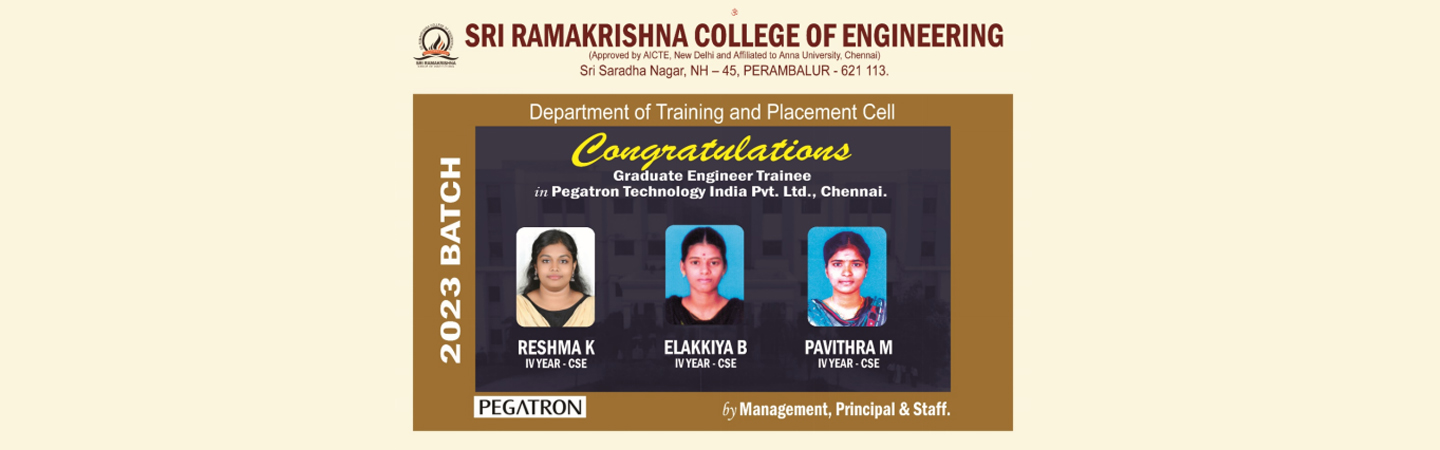 ॐ
SRI RAMAKRISHNA COLLEGE OF ENGINEERING
(Approved by AICTE, New Delhi and Affiliated to Anna University, Chennai)
Sri Saradha Nagar, NH – 45, PERAMBALUR - 621 113.
SRI RAMAKRISHNA
Department of Training and Placement Cell
2023 BATCH
Congratulations
Graduate Engineer Trainee
in Pegatron Technology India Pvt. Ltd., Chennai.
RESHMA K
IV YEAR - CSE
ELAKKIYA B
IV YEAR - CSE
PAVITHRA M
IV YEAR - CSE
PEGATRON
by Management, Principal & Staff.